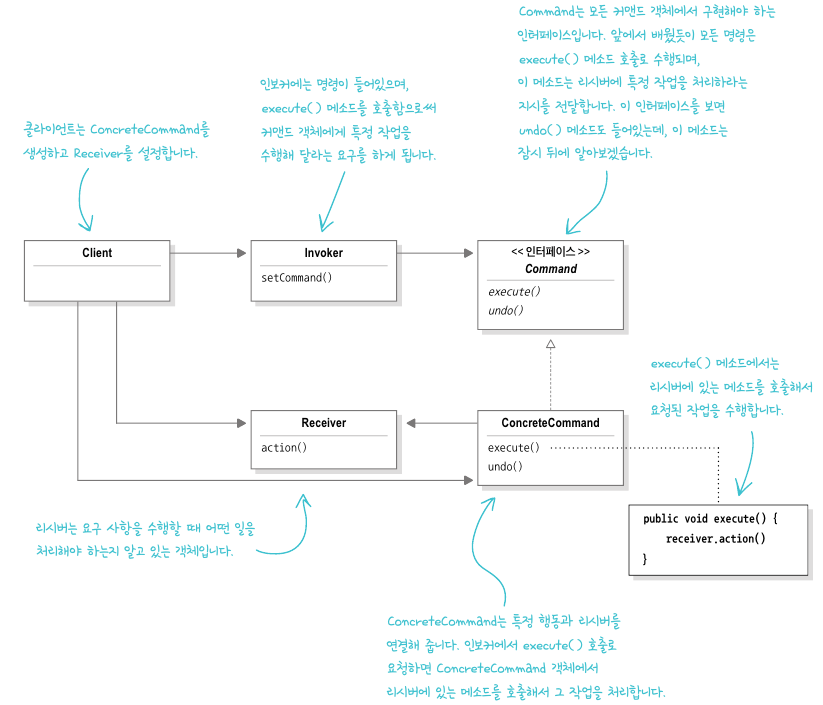 Command는 모든 커맨드 객체에서 구현해야 하는
인터페이스입니다. 앞에서 배웠듯이 모든 명령은
execute() 메소드 호출로 수행되며,
이 메소드는 리시버에 특정 작업을 처리하라는
지시를 전달합니다. 이 인터페이스를 보면
undo() 메소드도 들어있는데, 이 메소드는
잠시 뒤에 알아보겠습니다.
인보커에는 명령이 들어있으며,
execute() 메소드를 호출함으로써
커맨드 객체에게 특정 작업을
수행해 달라는 요구를 하게 됩니다.
클라이언트는 ConcreteCommand를
생성하고 Receiver를 설정합니다.
Client
Invoker
setCommand()
<< 인터페이스 >>
Command
execute()
undo()
execute() 메소드에서는
리시버에 있는 메소드를 호출해서
요청된 작업을 수행합니다.
Receiver
action()
ConcreteCommand
execute()
undo()
public void execute() {
receiver.action()
}
리시버는 요구 사항을 수행할 때 어떤 일을
처리해야 하는지 알고 있는 객체입니다.
ConcreteCommand는 특정 행동과 리시버를
연결해 줍니다. 인보커에서 execute() 호출로
요청하면 ConcreteCommand 객체에서
리시버에 있는 메소드를 호출해서 그 작업을 처리합니다.